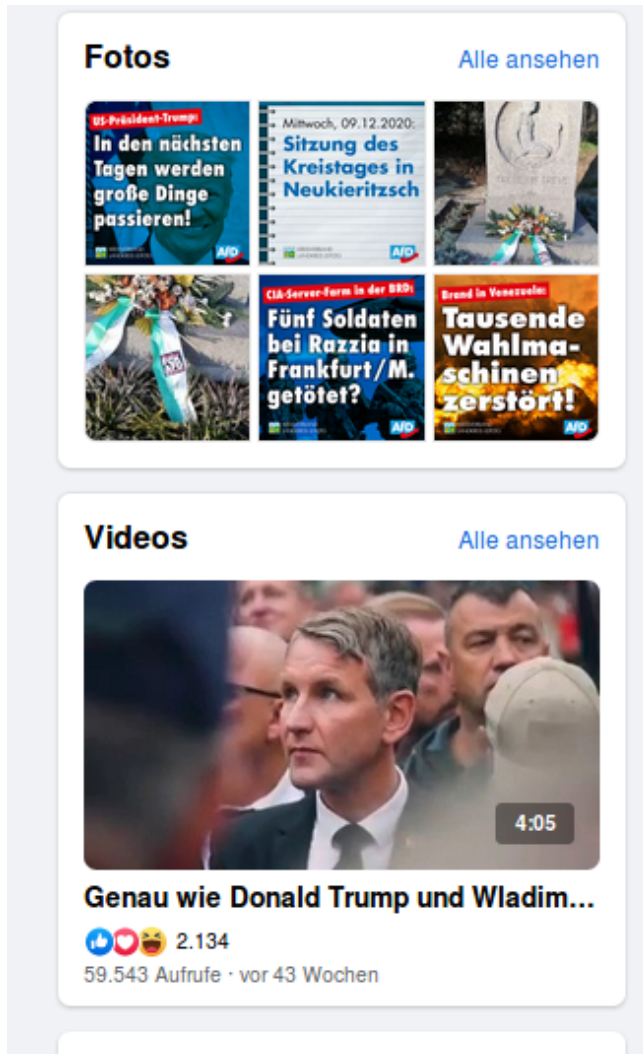 Fotos
Alle ansehen
US-Präsident-Trump:
In den nächsten
Tagen werden
große Dinge
passieren!
AfD
Mittwoch, 09.12.2020:
Sitzung des
Kreistages in
Neukieritzsch
AfD
CIA-Server-Farm in der BRD:
Fünf Soldaten
bei Razzia in
Frankfurt/M.
getötet?
AfD
Brand in Venezuela:
Tausende
Wahlma-
schinen
zerstört!
AfD
Videos
Alle ansehen
4:05
Genau wie Donald Trump und Wladim...
2.134
59.543 Aufrufe · vor 43 Wochen